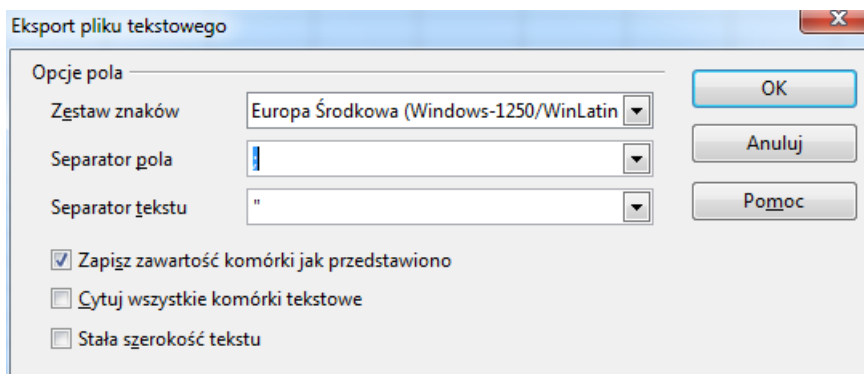 Eksport pliku tekstowego
Opcje pola
Zestaw znaków
Europa Środkowa (Windows-1250/WinLatin
OK
Separator pola
Anuluj
Separator tekstu
"
Pomoc
Zapisz zawartość komórki jak przedstawiono
Cytuj wszystkie komórki tekstowe
Stała szerokość tekstu